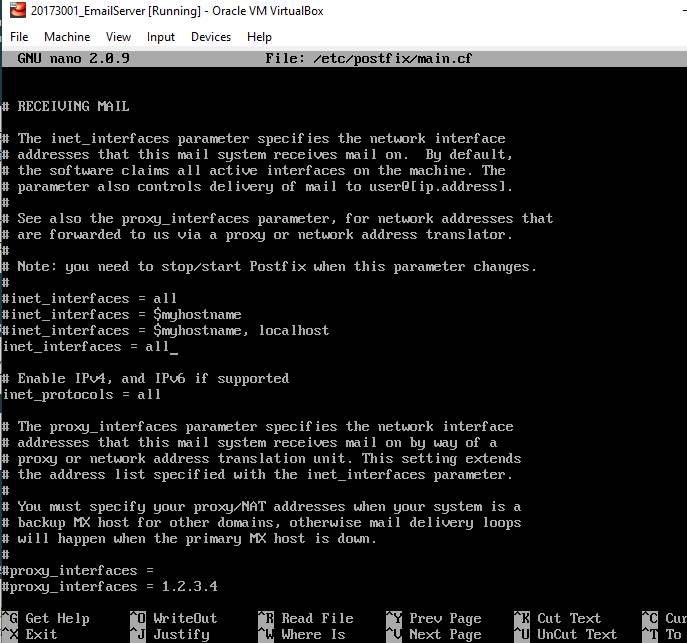 20173001_EmailServer [Running] - Oracle VM VirtualBox
File Machine View Input Devices Help
GNU nano 2.0.9 File: /etc/postfix/main.cf
# RECEIVING MAIL
# The inet_interfaces parameter specifies the network interface
# addresses that this mail system receives mail on.  By default,
# the software claims all active interfaces on the machine. The
# parameter also controls delivery of mail to user@[ip.address].
#
# See also the proxy_interfaces parameter, for network addresses that
# are forwarded to us via a proxy or network address translator.
#
# Note: you need to stop/start Postfix when this parameter changes.
#
#inet_interfaces = all
#inet_interfaces = $myhostname
#inet_interfaces = $myhostname, localhost
inet_interfaces = all_
# Enable IPv4, and IPv6 if supported
inet_protocols = all
# The proxy_interfaces parameter specifies the network interface
# addresses that this mail system receives mail on by way of a
# proxy or network address translation unit. This setting extends
# the address list specified with the inet_interfaces parameter.
#
# You must specify your proxy/NAT addresses when your system is a
# backup MX host for other domains, otherwise mail delivery loops
# will happen when the primary MX host is down.
#
#proxy_interfaces =
#proxy_interfaces = 1.2.3.4
^G Get Help ^O WriteOut ^R Read File ^Y Prev Page ^K Cut Text ^C Cur
^X Exit ^J Justify ^W Where Is ^V Next Page ^U UnCut Text ^T To